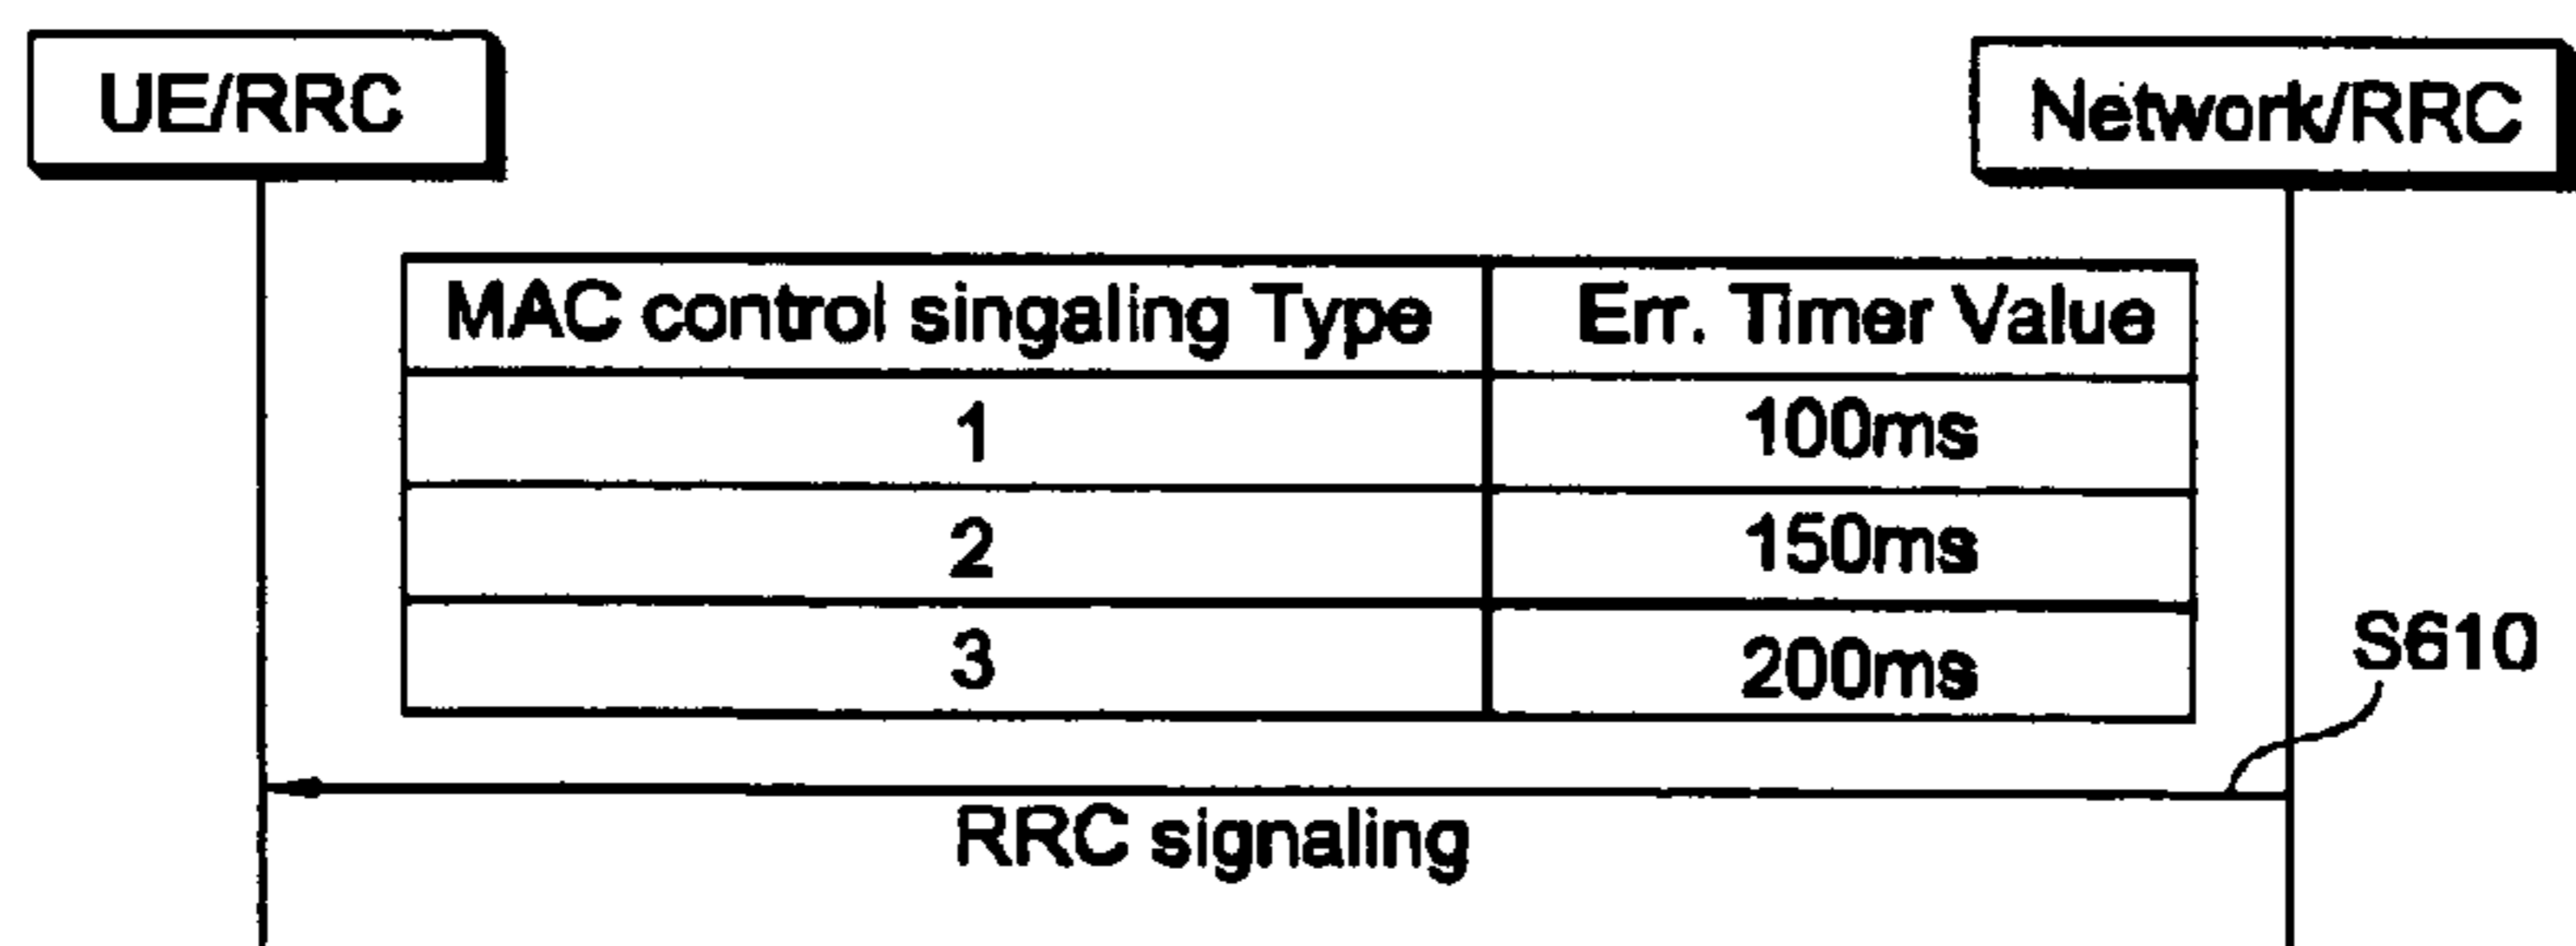 UE/RRC
Network/RRC
MAC control singaling Type Err. Timer Value
1 100ms
2 150ms
3 200ms
S610
RRC signaling